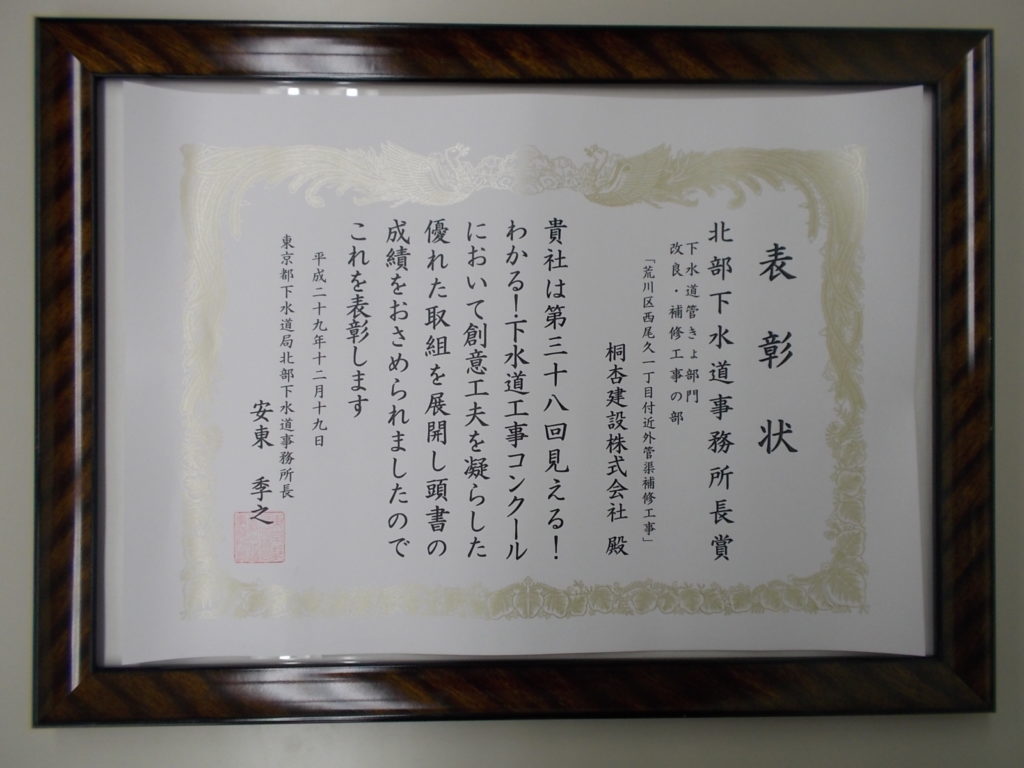 表彰状
北部下水道事務所長賞
下水道管きょ部門
改良・補修工事の部
「荒川区西尾久一丁目付近外管渠補修工事」
桐杏建設株式会社 殿
貴社は第三十八回見える！
わかる！下水道工事コンクール
において創意工夫を凝らした
優れた取組を展開し頭書の
成績をおさめられましたので
これを表彰します
平成二十九年十二月十九日
東京都下水道局北部下水道事務所長
安東 季之